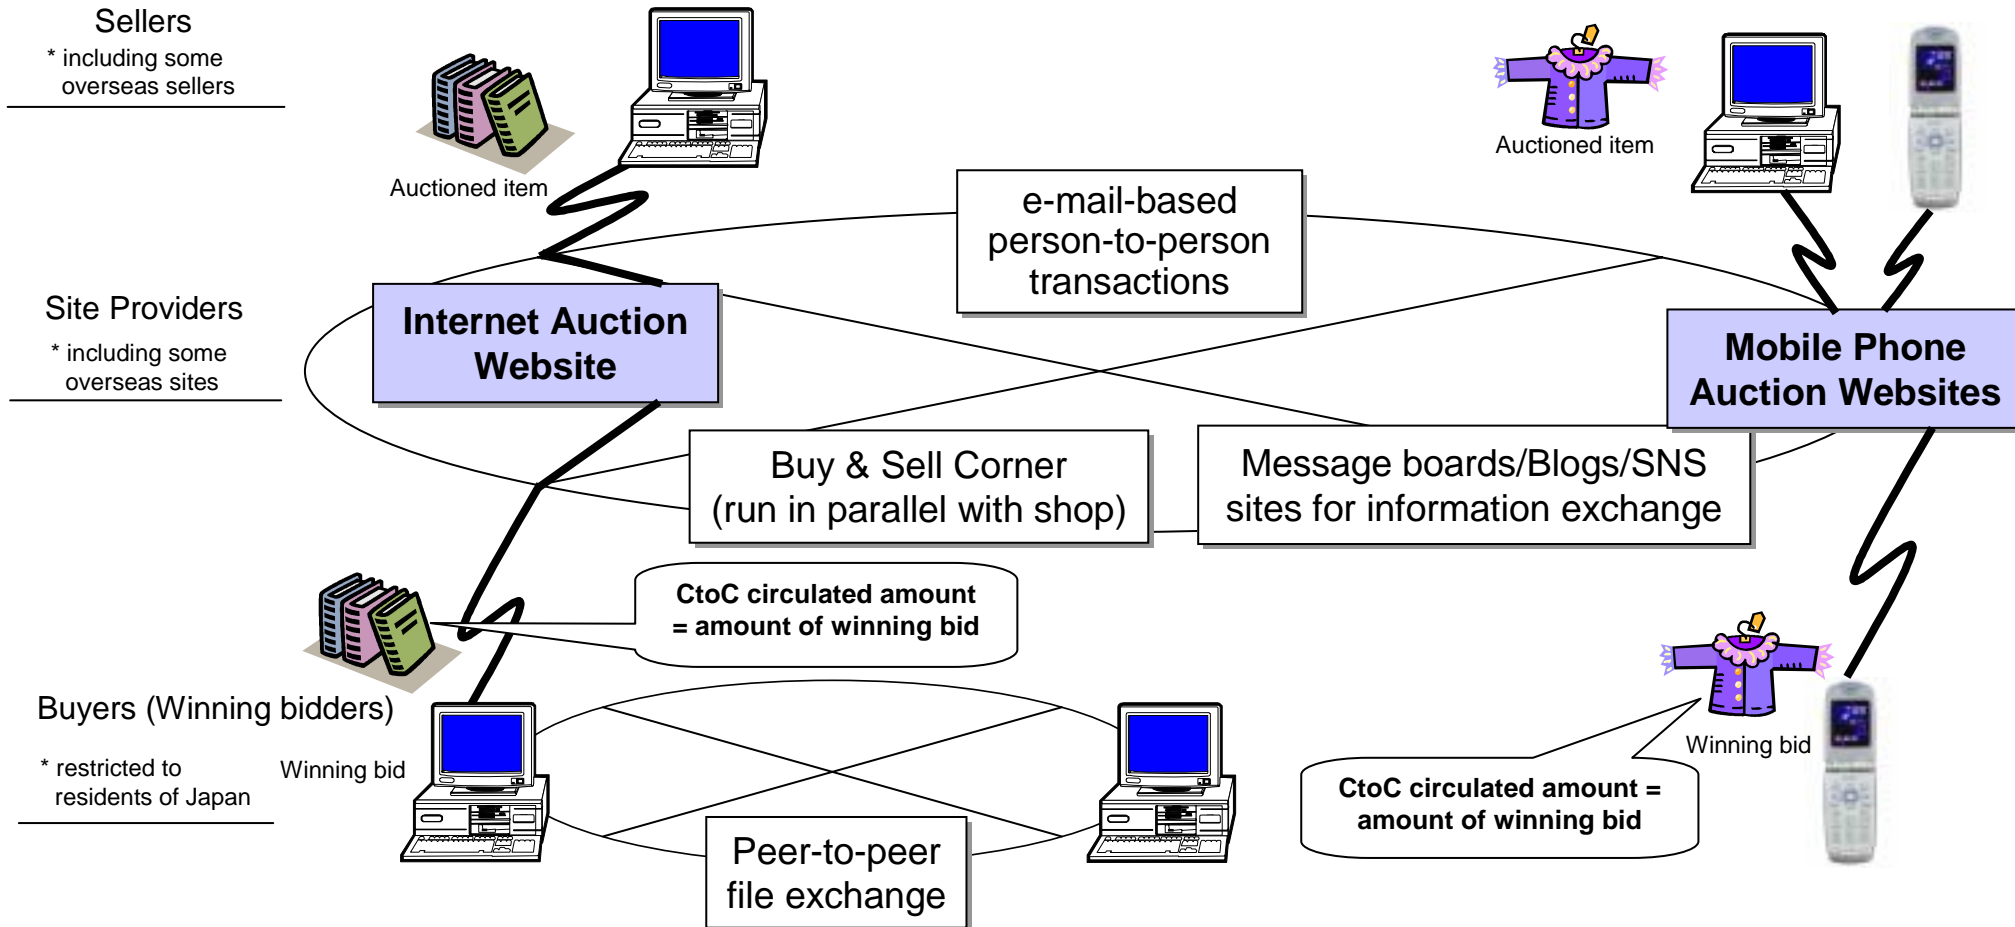 Sellers
* including some
overseas sellers
Auctioned item
Auctioned item
e-mail-based
person-to-person
transactions
Site Providers
* including some
overseas sites
Internet Auction
Website
Mobile Phone
Auction Websites
Buy & Sell Corner
(run in parallel with shop)
Message boards/Blogs/SNS
sites for information exchange
CtoC circulated amount
= amount of winning bid
Buyers (Winning bidders)
* restricted to
residents of Japan
Winning bid
Winning bid
CtoC circulated amount =
amount of winning bid
Peer-to-peer
file exchange